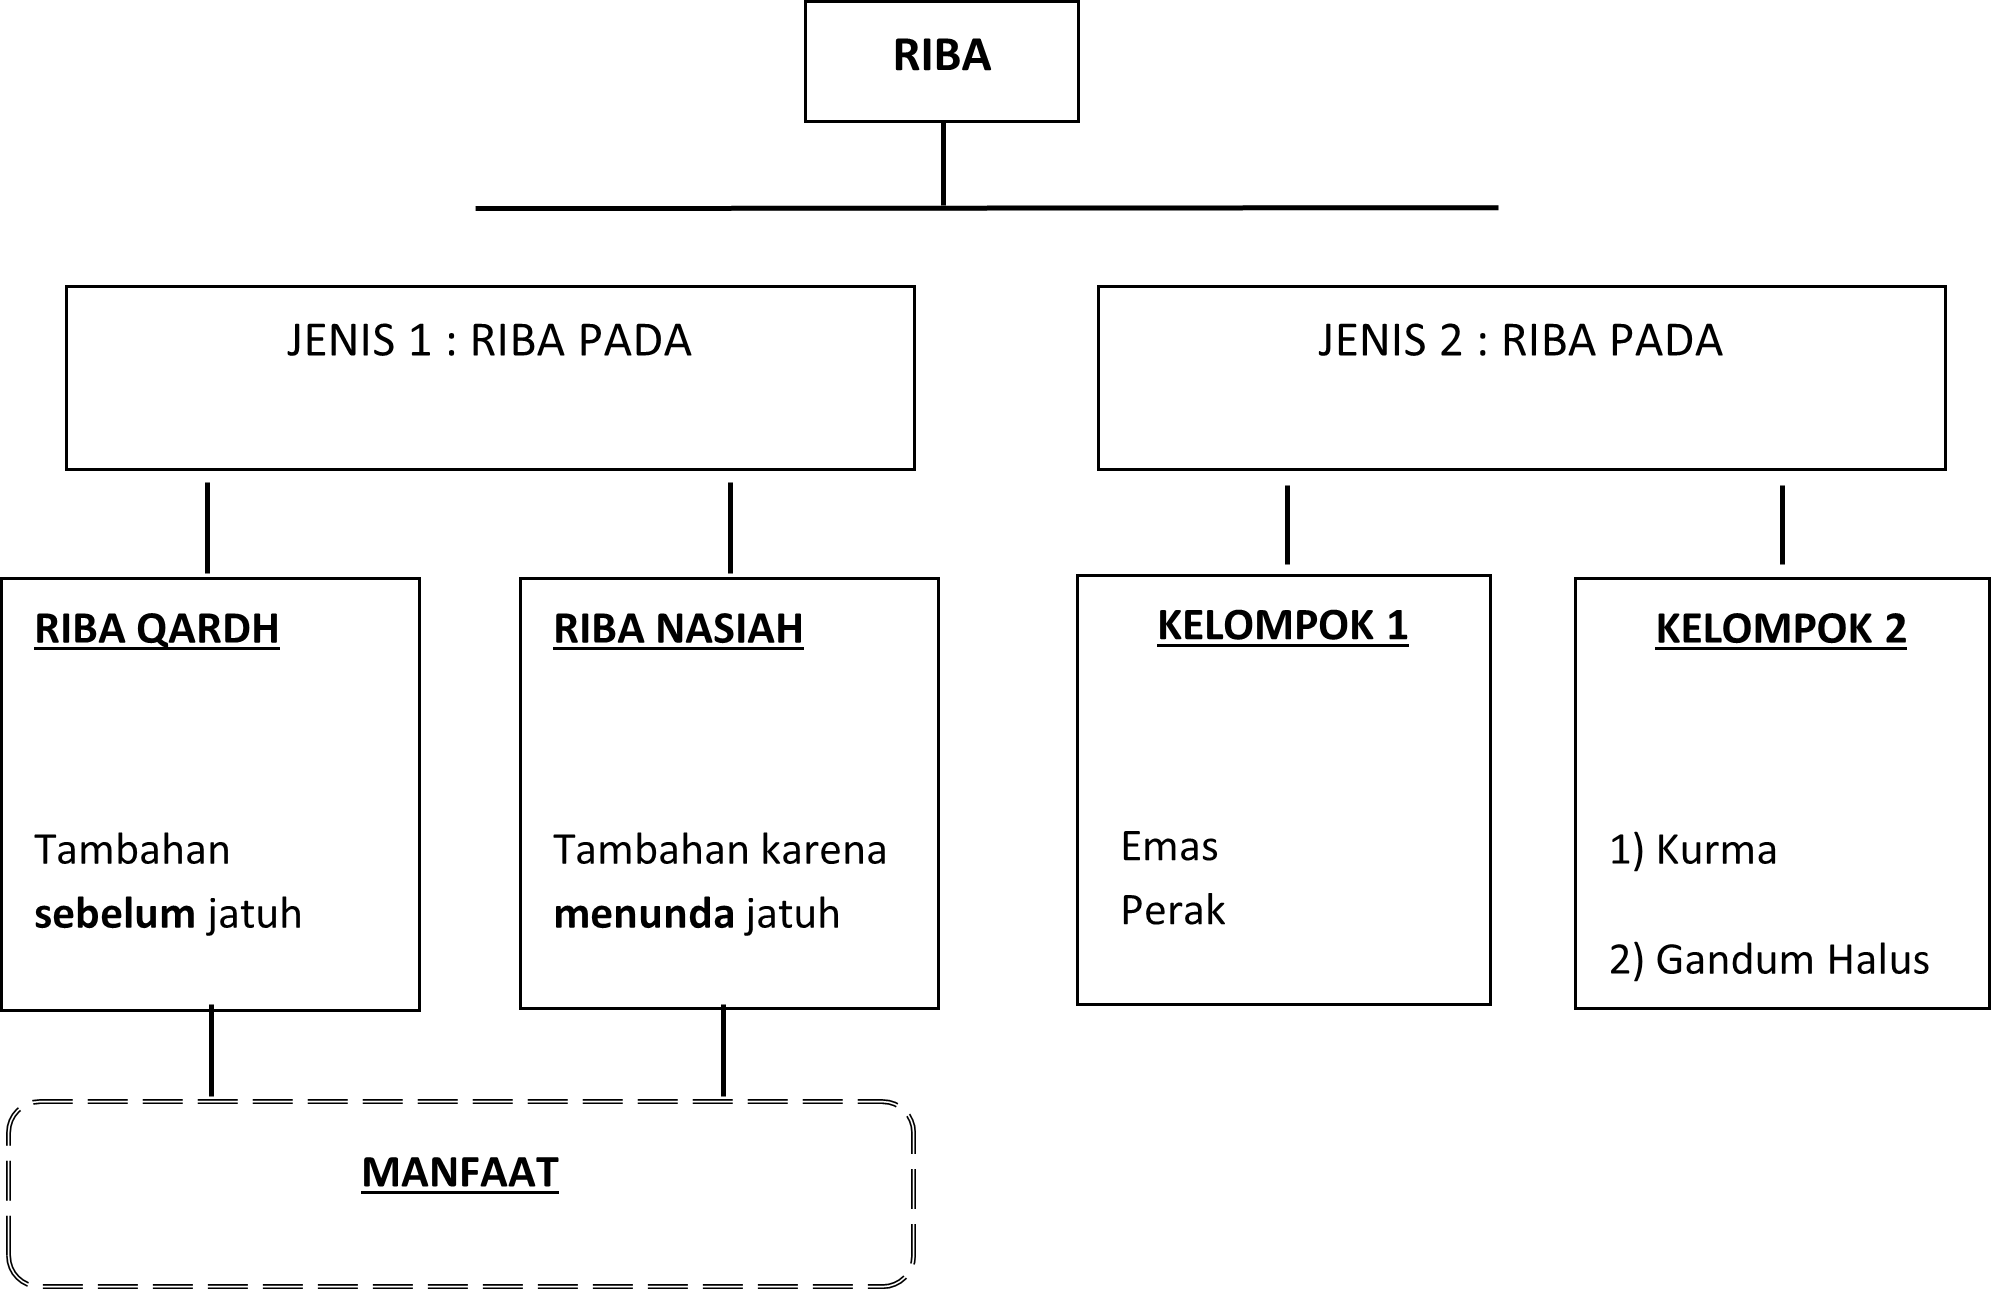 RIBA
JENIS 1 : RIBA PADA
JENIS 2 : RIBA PADA
RIBA QARDH
Tambahan
sebelum jatuh
RIBA NASIAH
Tambahan karena
menunda jatuh
KELOMPOK 1
Emas
Perak
KELOMPOK 2
1) Kurma
2) Gandum Halus
MANFAAT